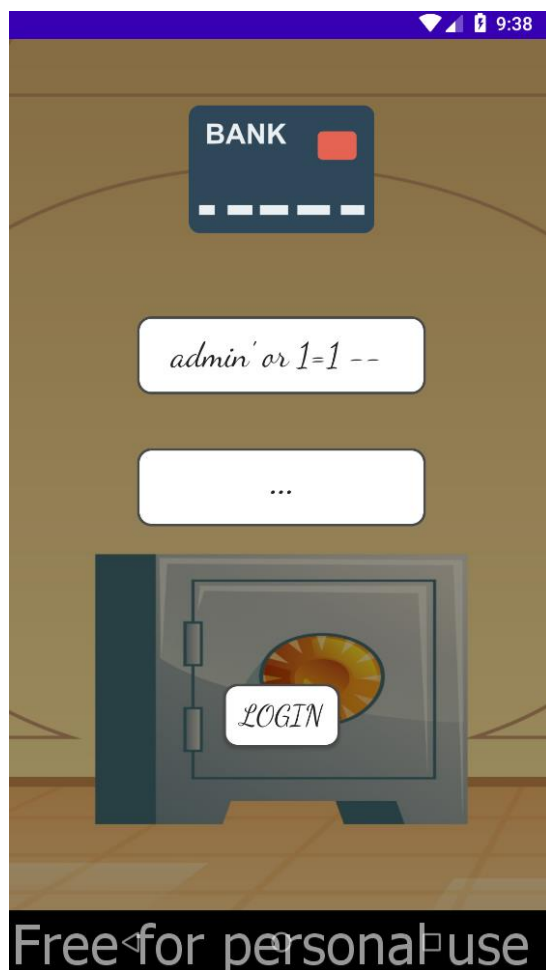 9:38
BANK
admin' or 1=1 --
...
LOGIN
Free for personal use